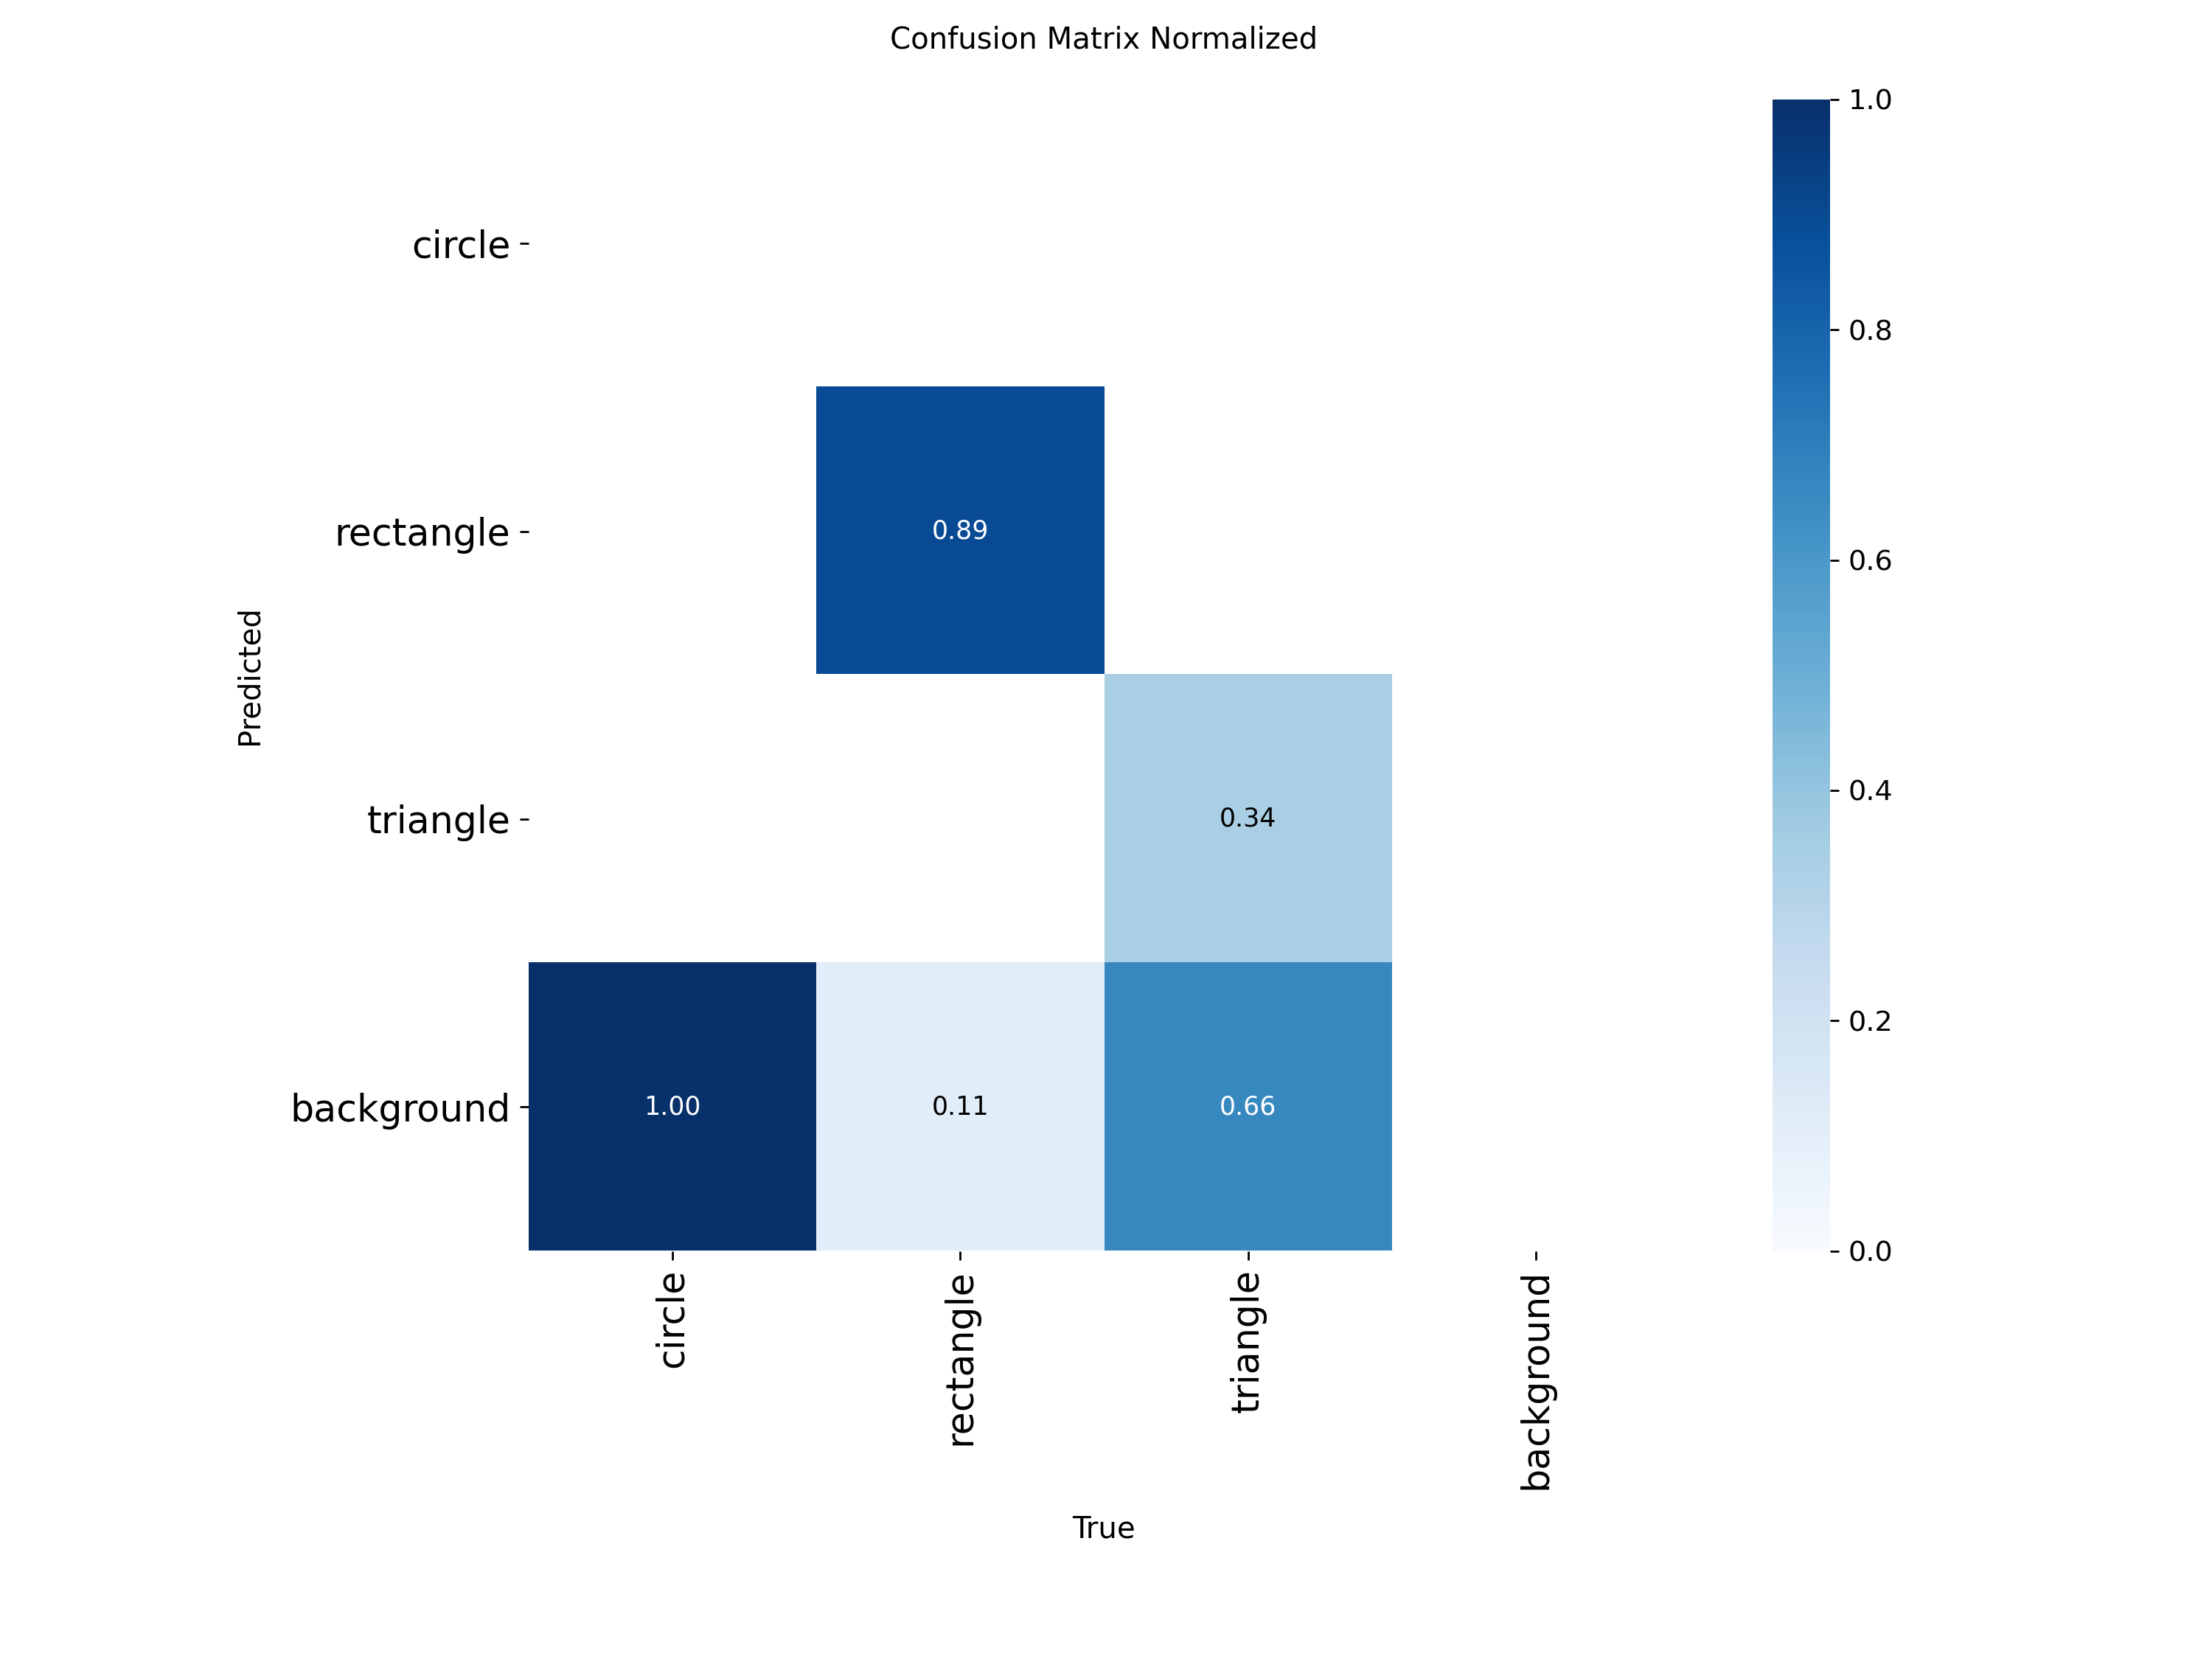 Confusion Matrix Normalized
1.0
circle
0.8
rectangle
0.89
0.6
Predicted
0.4
triangle
0.34
0.2
background
1.00
0.11
0.66
0.0
circle
rectangle
triangle
background
True